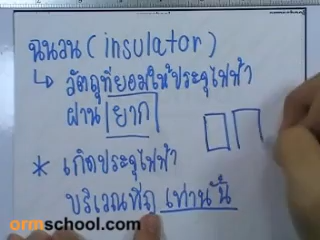 ฉนวน (insulator)
↳ วัตถุที่ยอมให้ประจุไฟฟ้า
ผ่าน ยาก
* เกิดประจุไฟฟ้า
บริเวณที่ถู เท่านั้น
ormschool.com